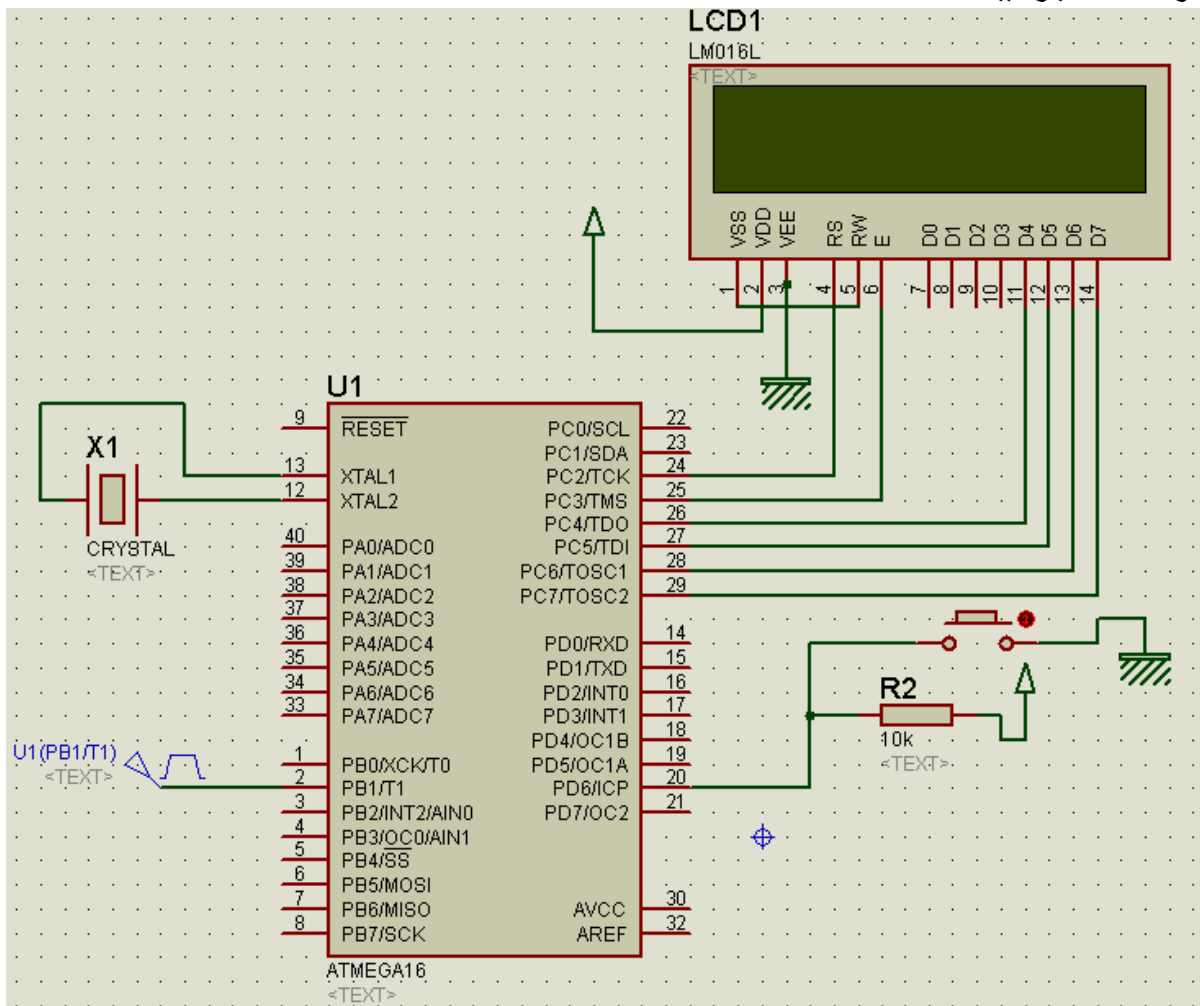 LCD1
LM016L
<TEXT>
VSS
VDD
VEE
RS
RW
E
D0
D1
D2
D3
D4
D5
D6
D7
1
2
3
4
5
6
7
8
9
10
11
12
13
14
U1
9 RESET PC0/SCL 22
PC1/SDA 23
13 XTAL1 PC2/TCK 24
12 XTAL2 PC3/TMS 25
PC4/TDO 26
40 PA0/ADC0 PC5/TDI 27
39 PA1/ADC1 PC6/TOSC1 28
38 PA2/ADC2 PC7/TOSC2 29
37 PA3/ADC3
36 PA4/ADC4 PD0/RXD 14
35 PA5/ADC5 PD1/TXD 15
34 PA6/ADC6 PD2/INT0 16
33 PA7/ADC7 PD3/INT1 17
PD4/OC1B 18
1 PB0/XCK/T0 PD5/OC1A 19
2 PB1/T1 PD6/ICP 20
3 PB2/INT2/AIN0 PD7/OC2 21
4 PB3/OC0/AIN1
5 PB4/SS
6 PB5/MOSI
7 PB6/MISO AVCC 30
8 PB7/SCK AREF 32
ATMEGA16
<TEXT>
X1
CRYSTAL
<TEXT>
U1(PB1/T1)
<TEXT>
R2
10k
<TEXT>